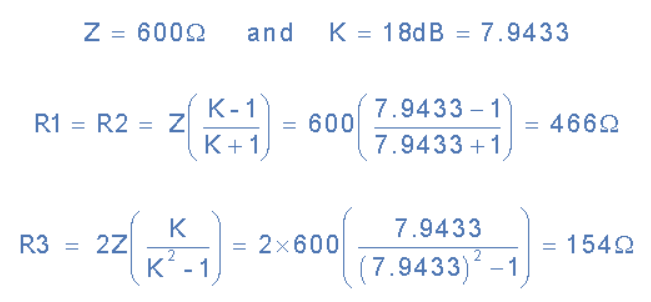 Z = 600Ω and K = 18dB = 7.9433
R1 = R2 = Z((K-1)/(K+1)) = 600((7.9433-1)/(7.9433+1)) = 466Ω
R3 = 2Z(K/(K²-1)) = 2×600(7.9433/((7.9433)²-1)) = 154Ω